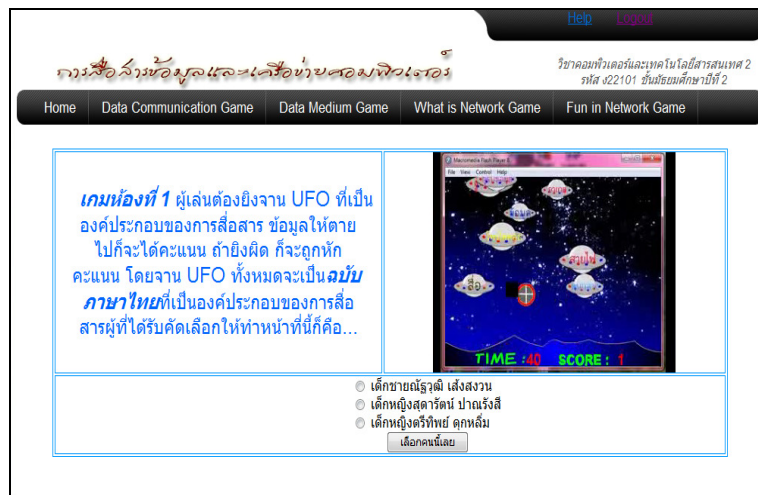 Help Logout
การสื่อสารข้อมูลและเครือข่ายคอมพิวเตอร์
วิชาคอมพิวเตอร์และเทคโนโลยีสารสนเทศ 2
รหัส ง22101 ชั้นมัธยมศึกษาปีที่ 2
Home Data Communication Game Data Medium Game What is Network Game Fun in Network Game
เกมห้องที่ 1 ผู้เล่นต้องยิงจาน UFO ที่เป็น
องค์ประกอบของการสื่อสาร ข้อมูลให้ตาย
ไปก็จะได้คะแนน ถ้ายิงผิด ก็จะถูกหัก
คะแนน โดยจาน UFO ทั้งหมดจะเป็นฉบับ
ภาษาไทยที่เป็นองค์ประกอบของการสื่อ
สารผู้ที่ได้รับคัดเลือกให้ทำหน้าที่นี้ก็คือ...
Macromedia Flash Player 8
File View Control Help
สายไฟ
สื่อ
TIME :40 SCORE : 1
เด็กชายณัฐวุฒิ เส้งสงวน
เด็กหญิงสุดารัตน์ ปาณรังสี
เด็กหญิงตรีทิพย์ ดุกหลิ่ม
เลือกคนนี้เลย